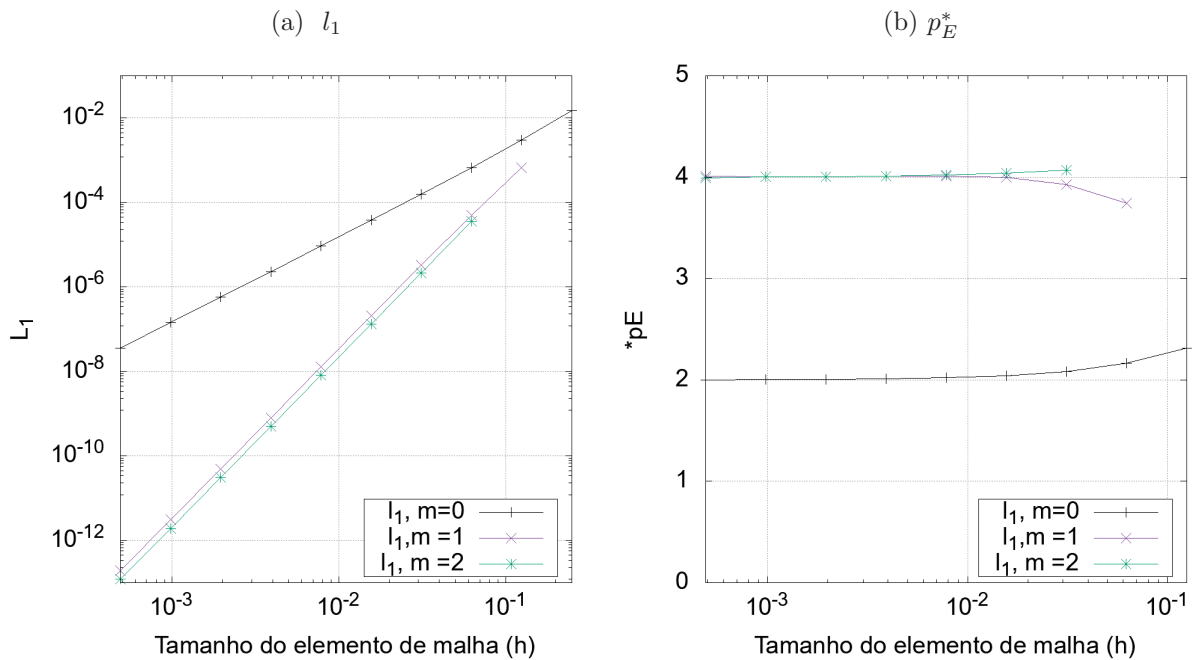 (a) l₁
10⁻²
10⁻⁴
10⁻⁶
10⁻⁸
10⁻¹⁰
10⁻¹²
L₁
l₁, m=0
l₁,m =1
l₁, m =2
10⁻³ 10⁻² 10⁻¹
Tamanho do elemento de malha (h)
(b) p*_E
5
4
3
2
1
0
*pE
l₁, m=0
l₁,m =1
l₁, m =2
10⁻³ 10⁻² 10⁻¹
Tamanho do elemento de malha (h)